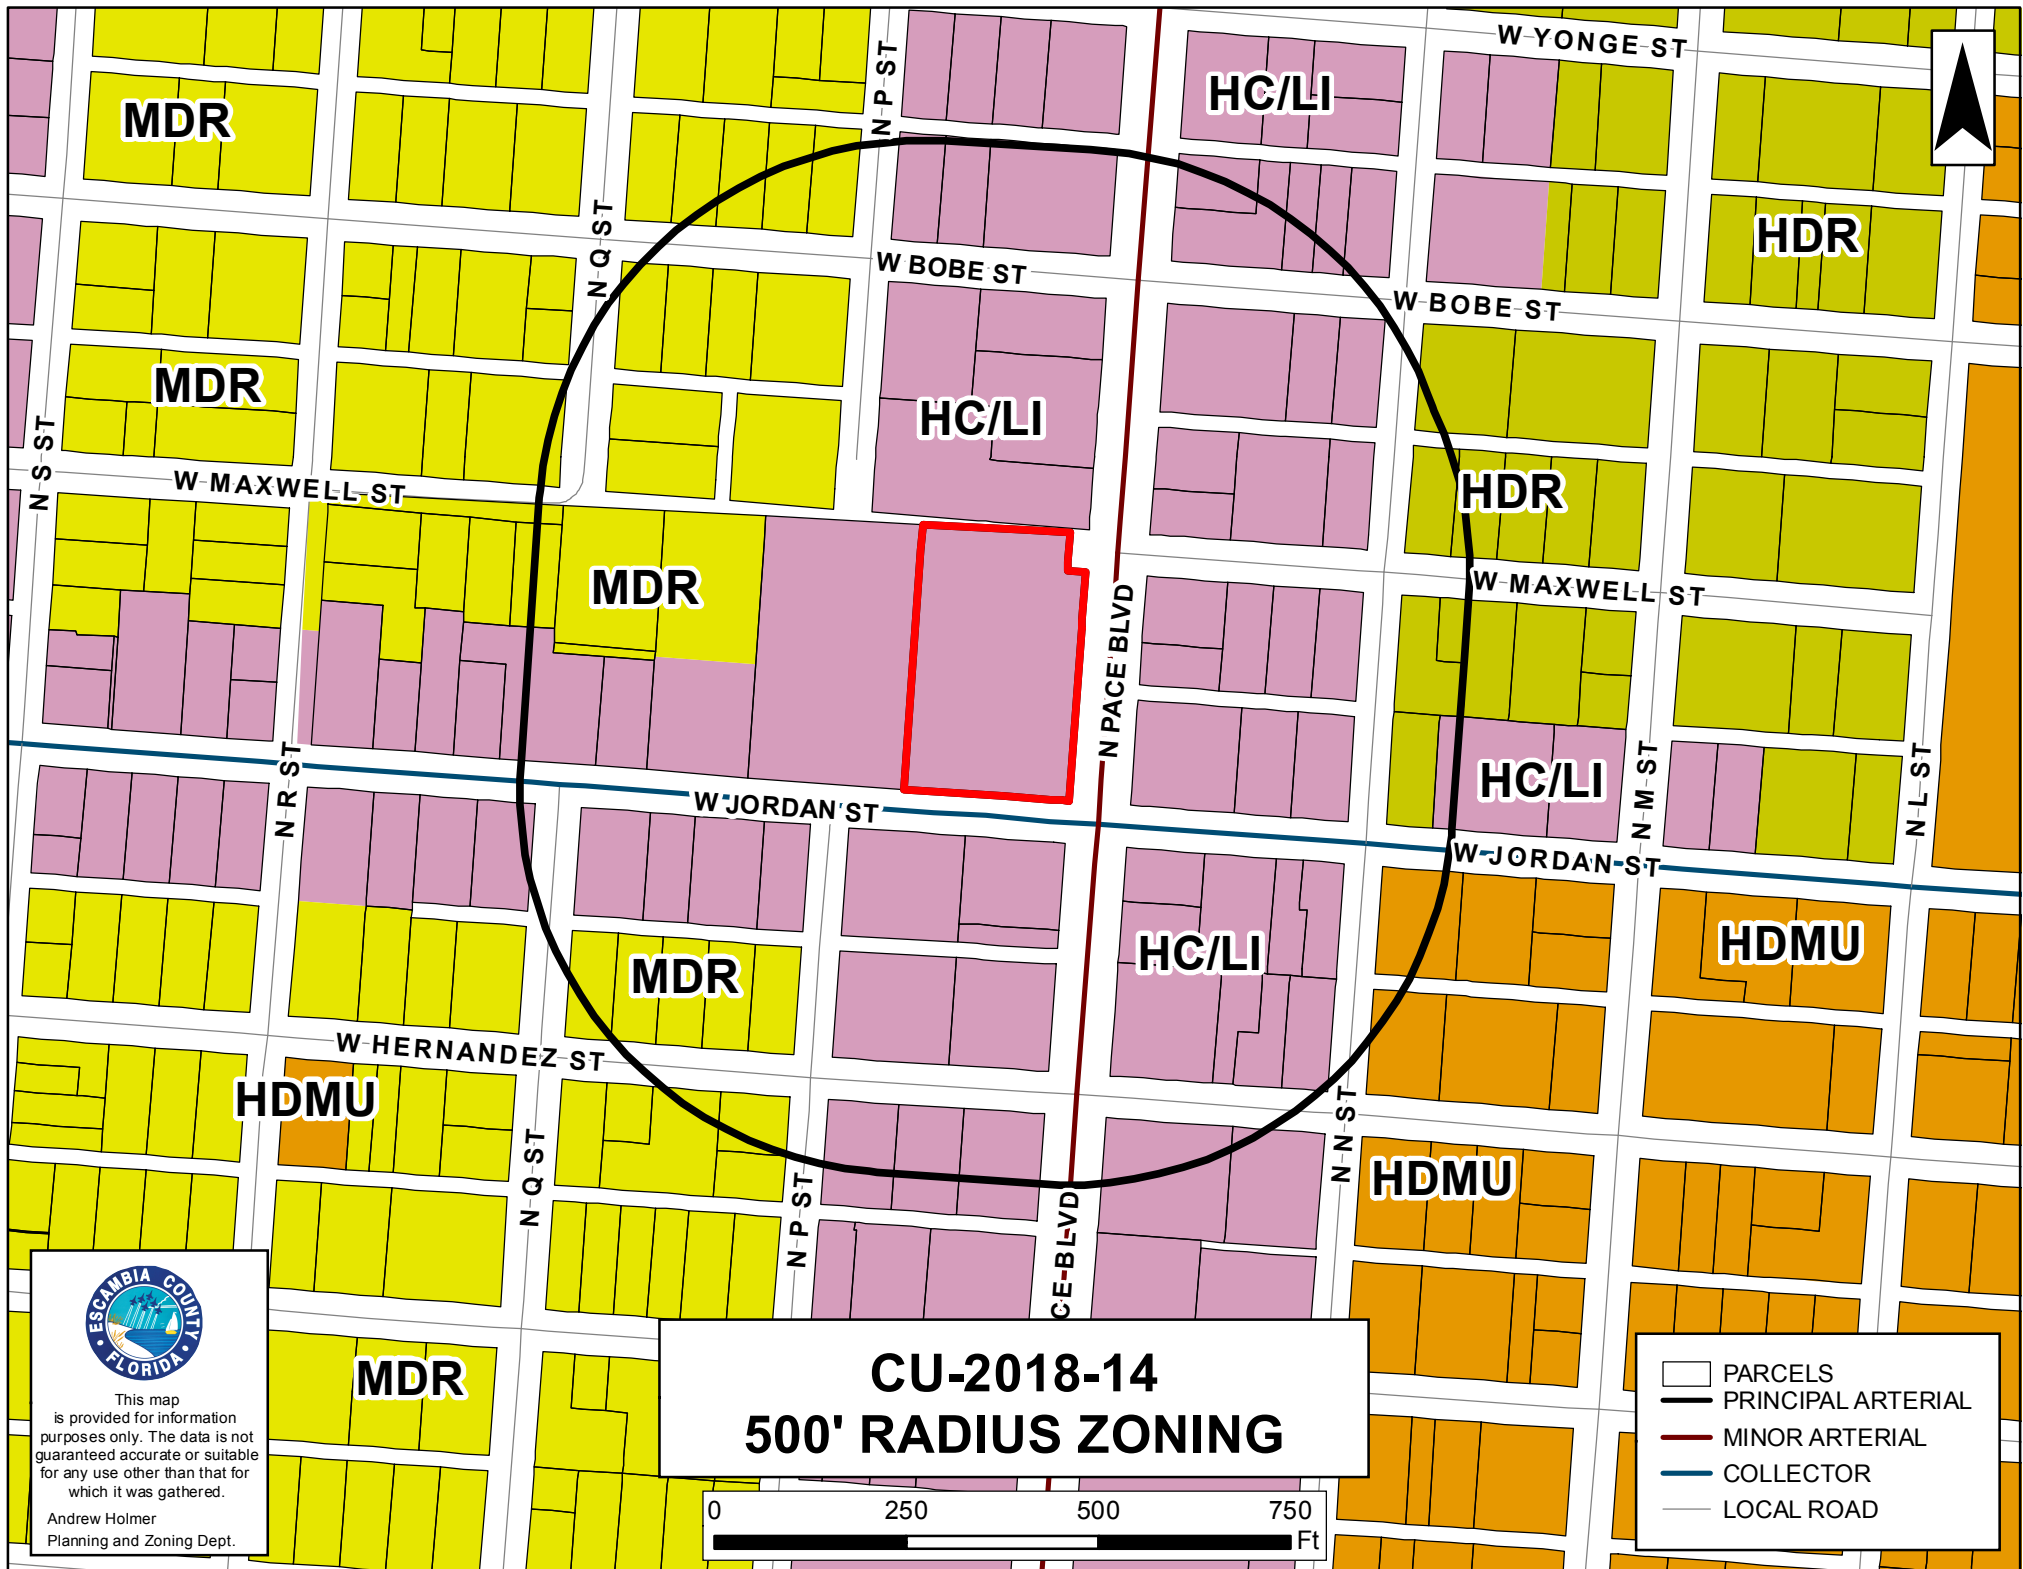 W YONGE ST
N P ST
HC/LI
MDR
N Q ST
HDR
W BOBE ST
W BOBE ST
MDR
HC/LI
N S ST
W MAXWELL ST
HDR
MDR
W MAXWELL ST
N PACE BLVD
N R ST
W JORDAN ST
HC/LI
N M ST
N L ST
W JORDAN ST
MDR
HC/LI
HDMU
W HERNANDEZ ST
HDMU
N Q ST
N P ST
N N ST
HDMU
CE BLVD
MDR
ESCAMBIA COUNTY
FLORIDA
This map
is provided for information
purposes only. The data is not
guaranteed accurate or suitable
for any use other than that for
which it was gathered.
Andrew Holmer
Planning and Zoning Dept.
CU-2018-14
500' RADIUS ZONING
0 250 500 750
Ft
PARCELS
PRINCIPAL ARTERIAL
MINOR ARTERIAL
COLLECTOR
LOCAL ROAD